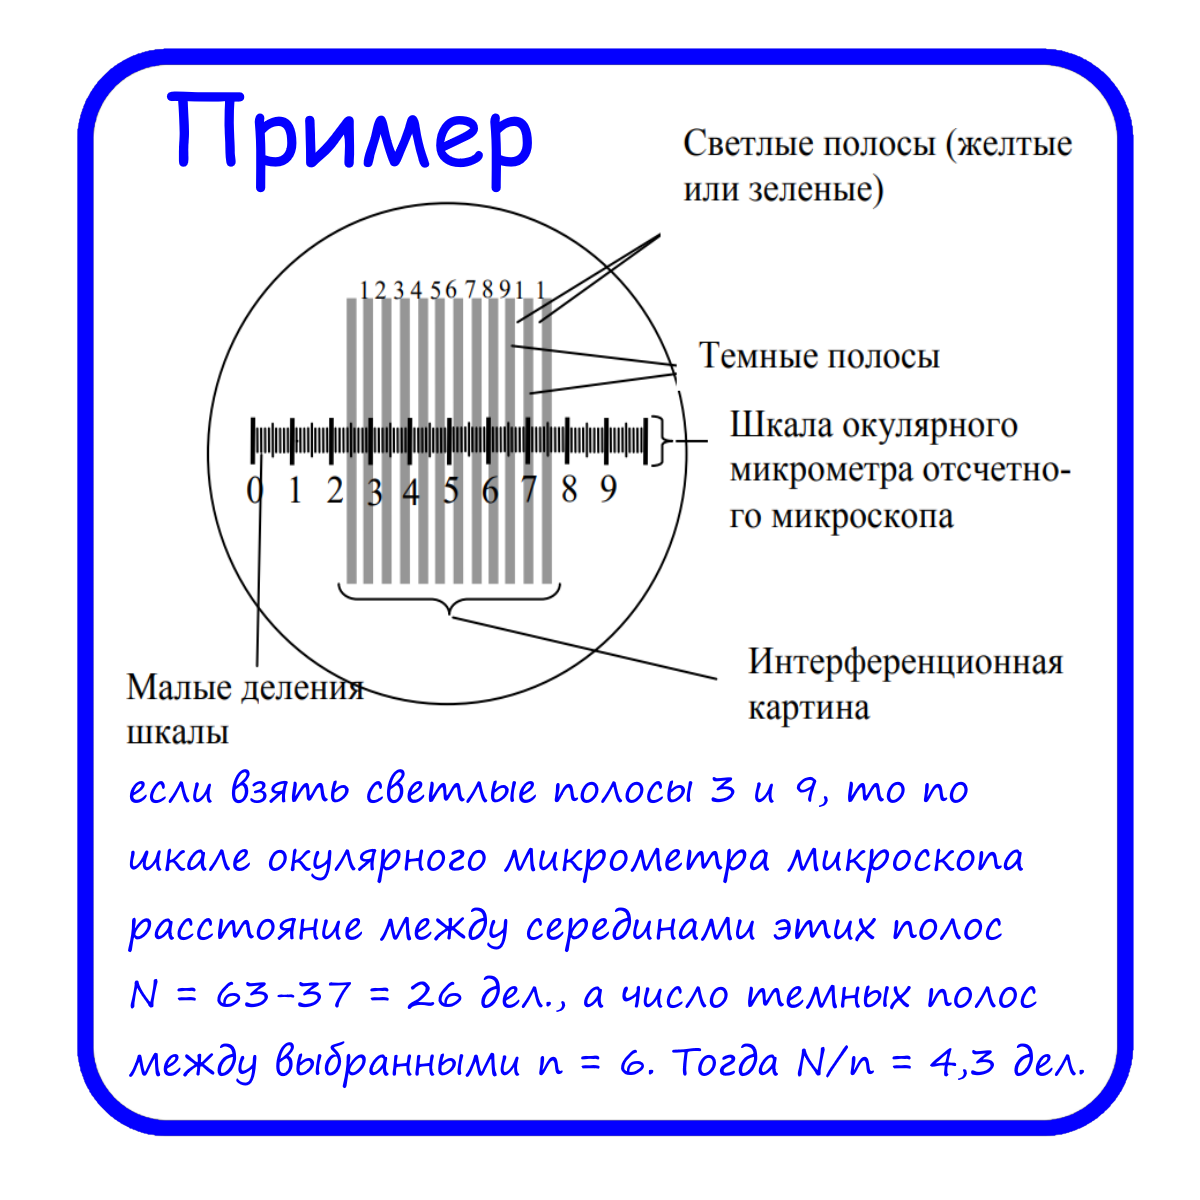 Пример
Светлые полосы (желтые
или зеленые)
1 2 3 4 5 6 7 8 9 1 1
Темные полосы
Шкала окулярного
микрометра отсчетно-
го микроскопа
0 1 2 3 4 5 6 7 8 9
Интерференционная
картина
Малые деления
шкалы
если взять светлые полосы 3 и 9, то по
шкале окулярного микрометра микроскопа
расстояние между серединами этих полос
N = 63-37 = 26 дел., а число темных полос
между выбранными n = 6. Тогда N/n = 4,3 дел.